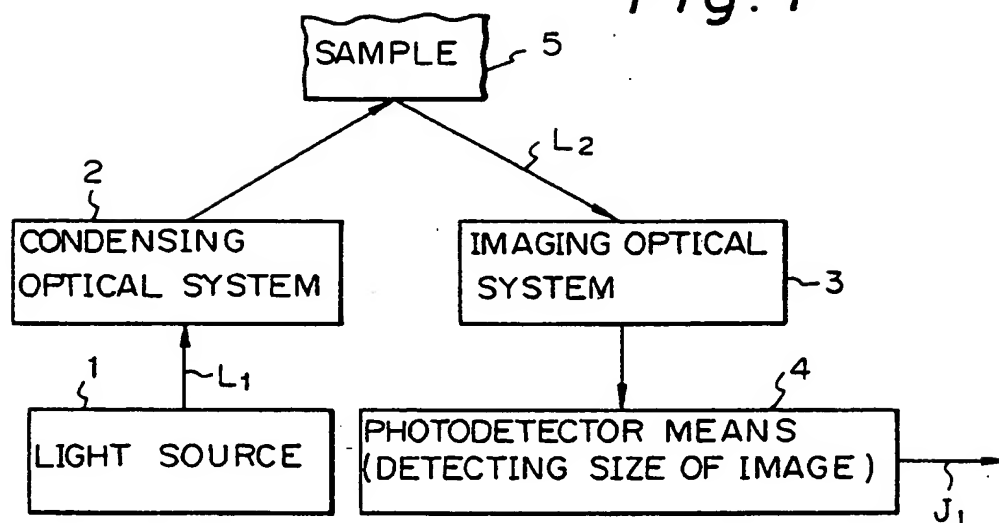 Fig. 1
SAMPLE
5
L2
2
CONDENSING
OPTICAL SYSTEM
IMAGING OPTICAL
SYSTEM
3
1
L1
LIGHT SOURCE
4
PHOTODETECTOR MEANS
(DETECTING SIZE OF IMAGE)
J1